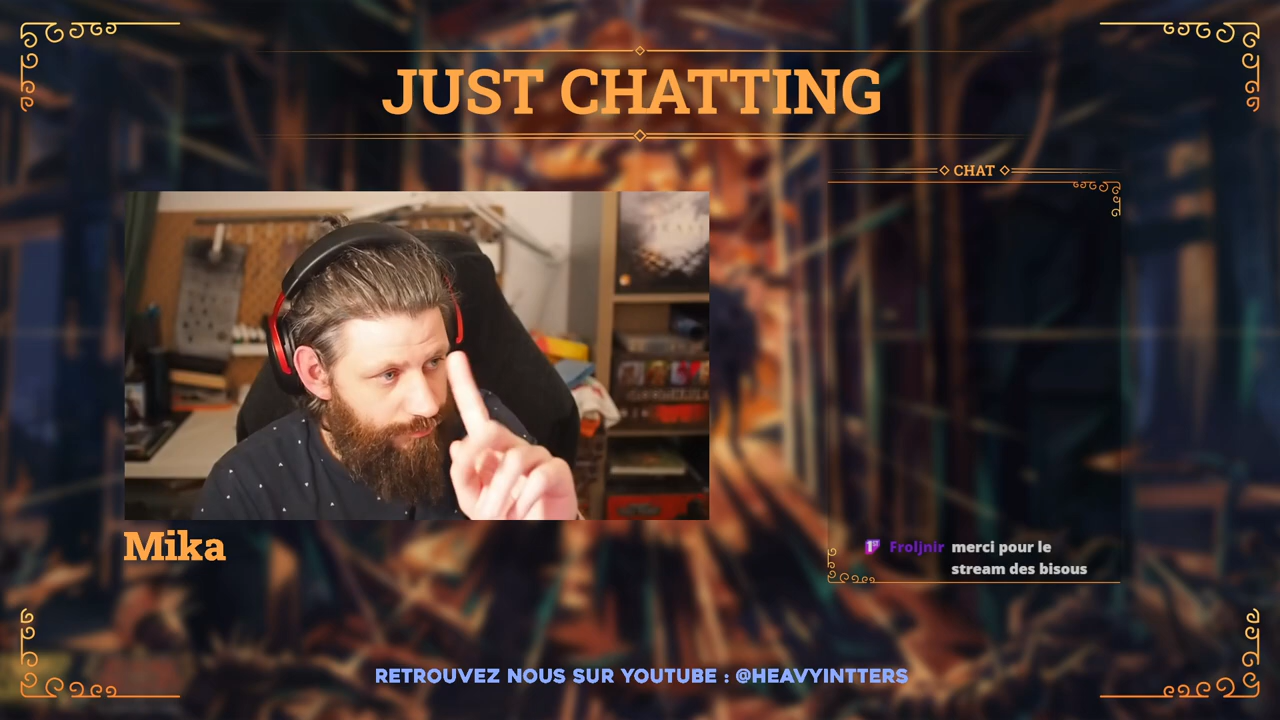 JUST CHATTING
CHAT
Mika
Froljnir merci pour le
stream des bisous
RETROUVEZ NOUS SUR YOUTUBE : @HEAVYINTTERS